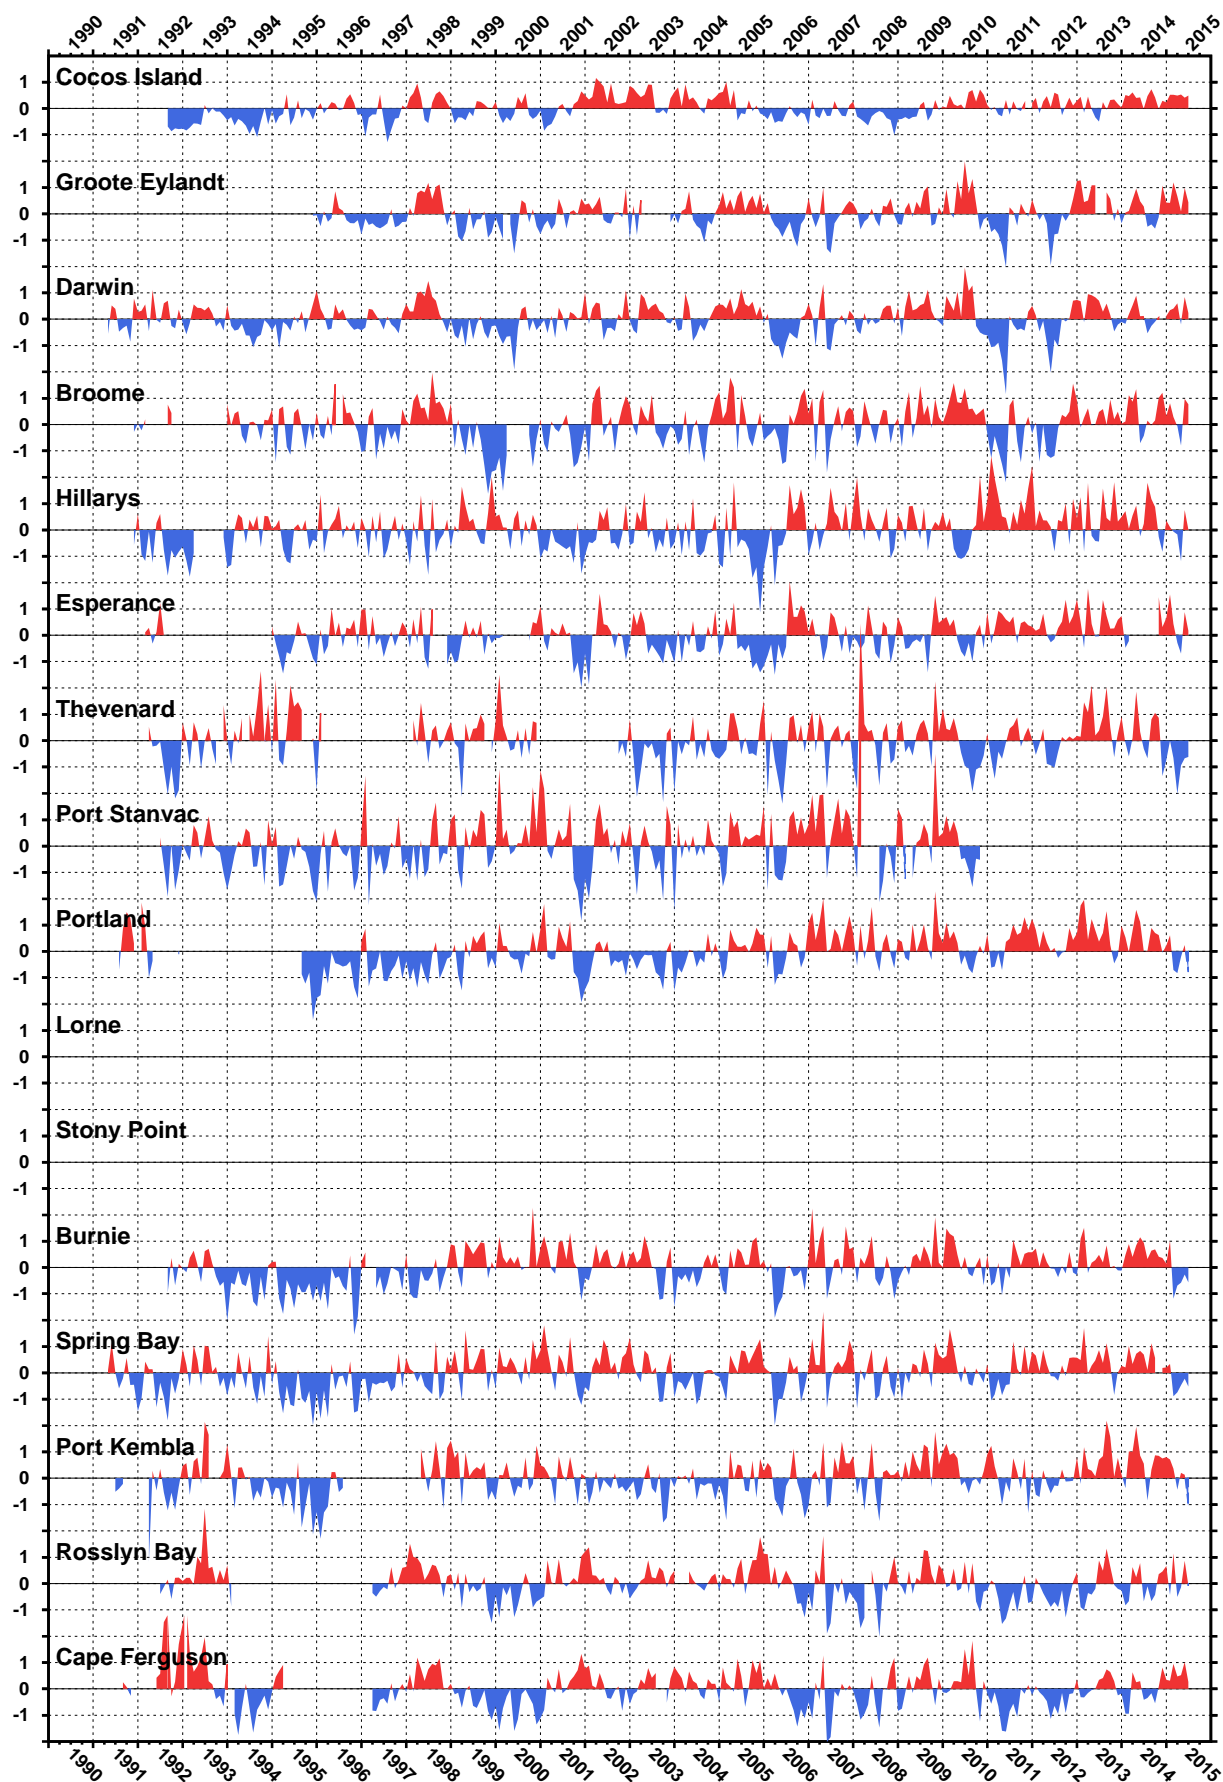 1990 1991 1992 1993 1994 1995 1996 1997 1998 1999 2000 2001 2002 2003 2004 2005 2006 2007 2008 2009 2010 2011 2012 2013 2014 2015
Cocos Island
1
0
-1
Groote Eylandt
1
0
-1
Darwin
1
0
-1
Broome
1
0
-1
Hillarys
1
0
-1
Esperance
1
0
-1
Thevenard
1
0
-1
Port Stanvac
1
0
-1
Portland
1
0
-1
Lorne
1
0
-1
Stony Point
1
0
-1
Burnie
1
0
-1
Spring Bay
1
0
-1
Port Kembla
1
0
-1
Rosslyn Bay
1
0
-1
Cape Ferguson
1
0
-1
1990 1991 1992 1993 1994 1995 1996 1997 1998 1999 2000 2001 2002 2003 2004 2005 2006 2007 2008 2009 2010 2011 2012 2013 2014 2015